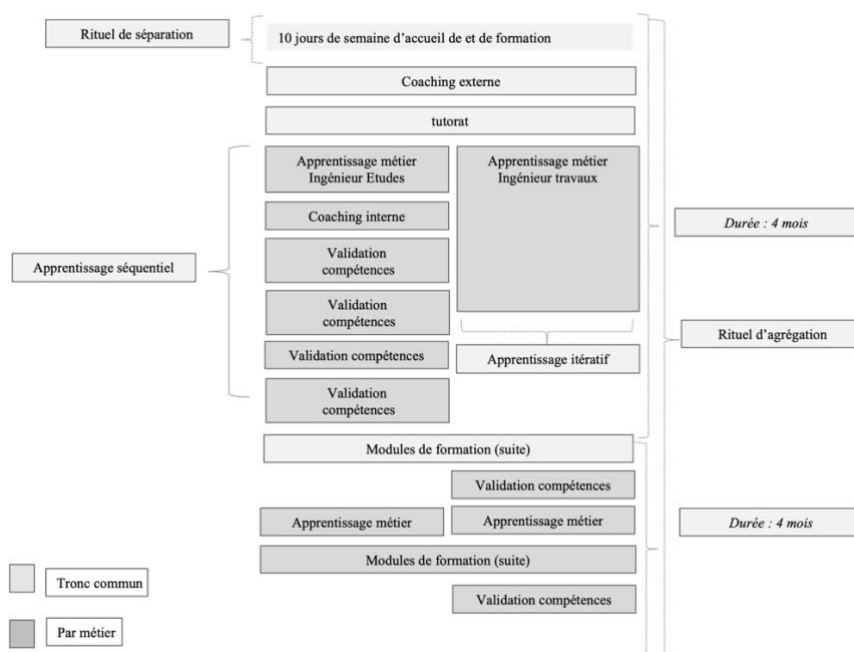 Rituel de séparation
10 jours de semaine d'accueil de et de formation
Coaching externe
tutorat
Apprentissage métier
Ingénieur Etudes
Apprentissage métier
Ingénieur travaux
Coaching interne
Durée : 4 mois
Apprentissage séquentiel
Validation
compétences
Validation
compétences
Rituel d'agrégation
Validation compétences
Apprentissage itératif
Validation
compétences
Modules de formation (suite)
Validation compétences
Apprentissage métier
Apprentissage métier
Durée : 4 mois
Modules de formation (suite)
Tronc commun
Validation compétences
Par métier